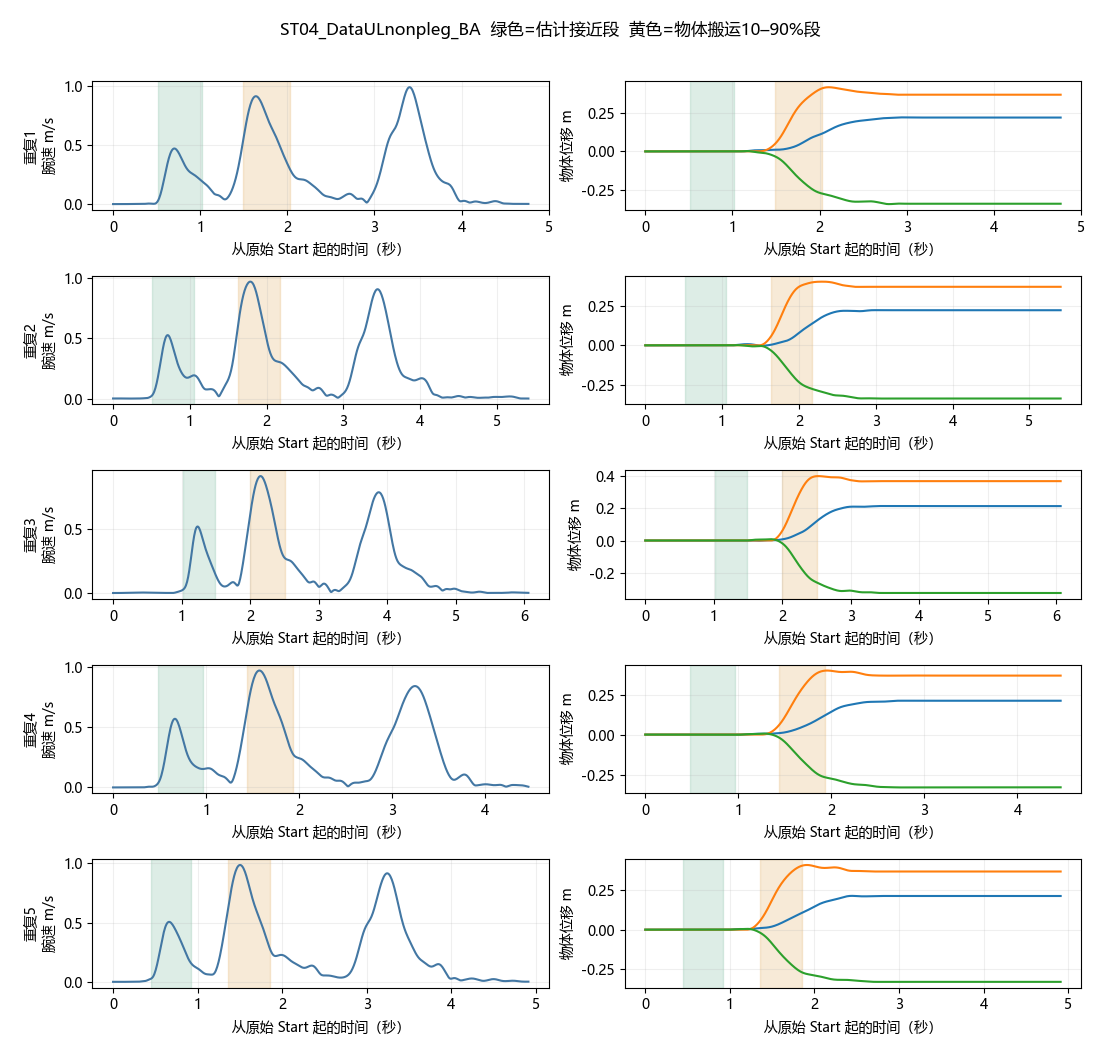 ST04_DataULnonpleg_BA 绿色=估计接近段 黄色=物体搬运10–90%段
重复1
腕速 m/s
1.0
0.5
0.0
0 1 2 3 4 5
从原始 Start 起的时间（秒）
物体位移 m
0.25
0.00
-0.25
0 1 2 3 4 5
从原始 Start 起的时间（秒）
重复2
腕速 m/s
1.0
0.5
0.0
0 1 2 3 4 5
从原始 Start 起的时间（秒）
物体位移 m
0.25
0.00
-0.25
0 1 2 3 4 5
从原始 Start 起的时间（秒）
重复3
腕速 m/s
0.5
0.0
0 1 2 3 4 5 6
从原始 Start 起的时间（秒）
物体位移 m
0.4
0.2
0.0
-0.2
0 1 2 3 4 5 6
从原始 Start 起的时间（秒）
重复4
腕速 m/s
1.0
0.5
0.0
0 1 2 3 4
从原始 Start 起的时间（秒）
物体位移 m
0.25
0.00
-0.25
0 1 2 3 4
从原始 Start 起的时间（秒）
重复5
腕速 m/s
1.0
0.5
0.0
0 1 2 3 4 5
从原始 Start 起的时间（秒）
物体位移 m
0.25
0.00
-0.25
0 1 2 3 4 5
从原始 Start 起的时间（秒）